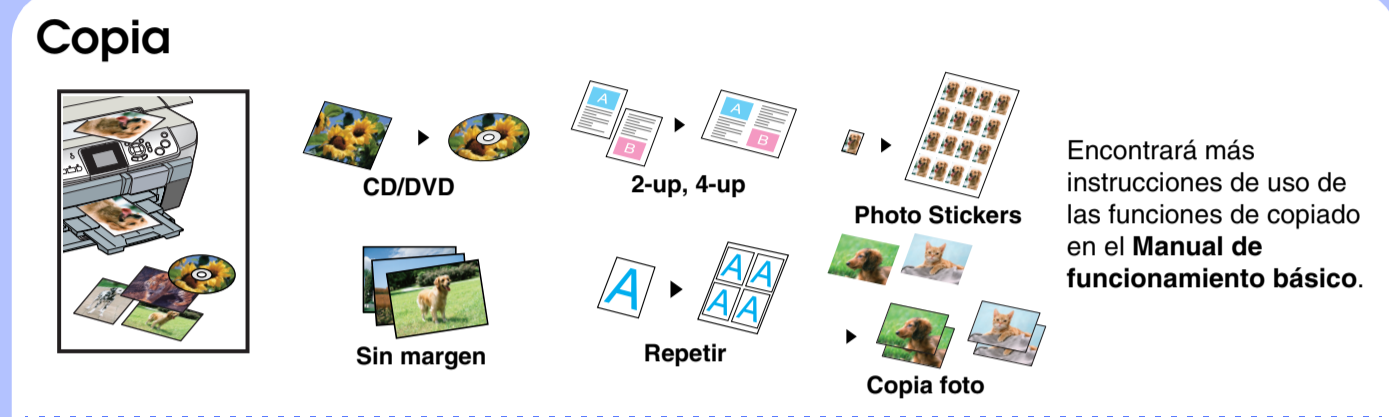 Copia
CD/DVD
A
B
A
B
2-up, 4-up
Photo Stickers
Sin margen
A
A A
A A
Repetir
Copia foto
Encontrará más
instrucciones de uso de
las funciones de copiado
en el Manual de
funcionamiento básico.